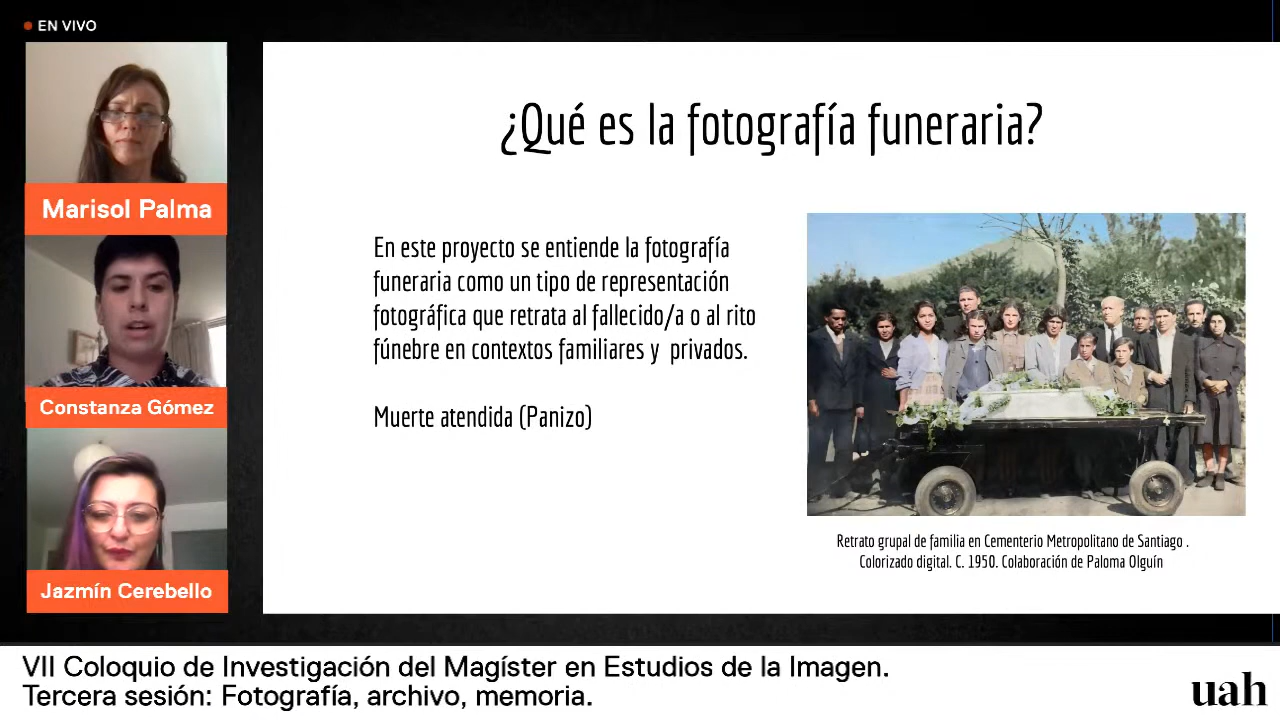 EN VIVO
Marisol Palma
Constanza Gómez
Jazmín Cerebello
¿Qué es la fotografía funeraria?
En este proyecto se entiende la fotografía
funeraria como un tipo de representación
fotográfica que retrata al fallecido/a o al rito
fúnebre en contextos familiares y privados.
Muerte atendida (Panizo)
Retrato grupal de familia en Cementerio Metropolitano de Santiago .
Colorizado digital. C. 1950. Colaboración de Paloma Olguín
VII Coloquio de Investigación del Magíster en Estudios de la Imagen.
Tercera sesión: Fotografía, archivo, memoria.
uah